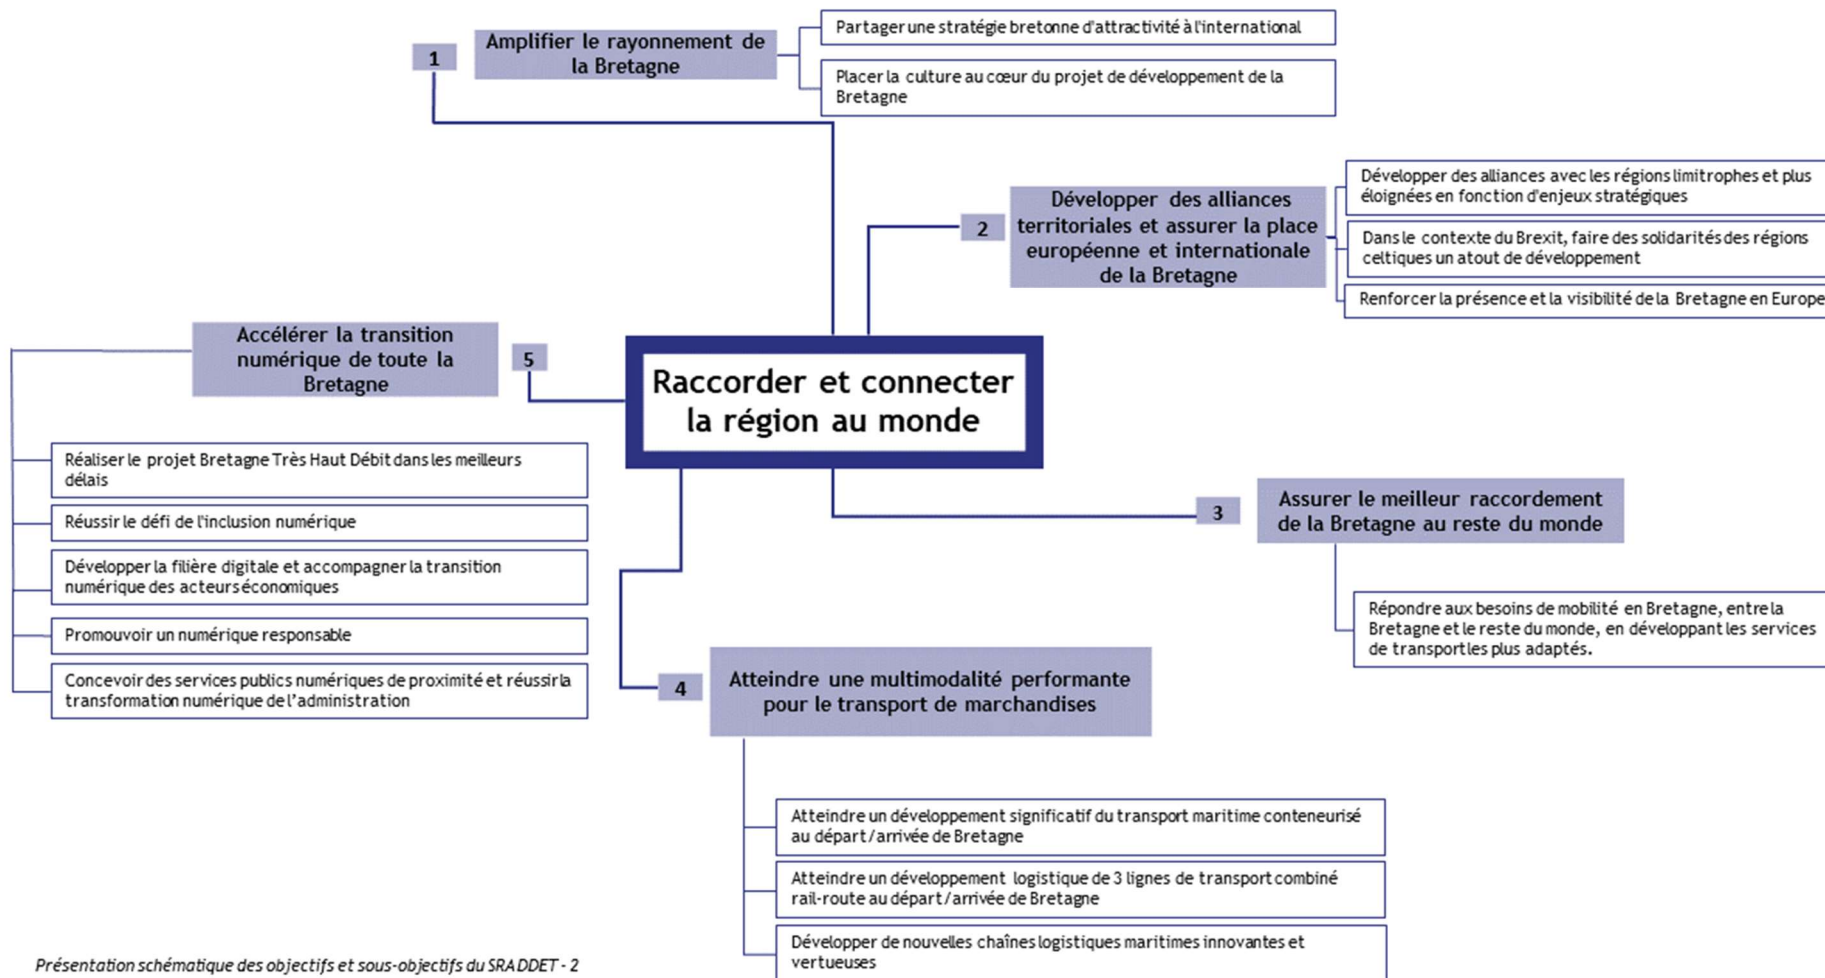 1
Amplifier le rayonnement de
la Bretagne
Partager une stratégie bretonne d'attractivité à l'international
Placer la culture au cœur du projet de développement de la
Bretagne
2
Développer des alliances
territoriales et assurer la place
européenne et internationale
de la Bretagne
Développer des alliances avec les régions limitrophes et plus
éloignées en fonction d'enjeux stratégiques
Dans le contexte du Brexit, faire des solidarités des régions
celtiques un atout de développement
Renforcer la présence et la visibilité de la Bretagne en Europe
Raccorder et connecter
la région au monde
3
Assurer le meilleur raccordement
de la Bretagne au reste du monde
Répondre aux besoins de mobilité en Bretagne, entre la
Bretagne et le reste du monde, en développant les services
de transport les plus adaptés.
4
Atteindre une multimodalité performante
pour le transport de marchandises
Atteindre un développement significatif du transport maritime conteneurisé
au départ/arrivée de Bretagne
Atteindre un développement logistique de 3 lignes de transport combiné
rail-route au départ/arrivée de Bretagne
Développer de nouvelles chaînes logistiques maritimes innovantes et
vertueuses
5
Accélérer la transition
numérique de toute la
Bretagne
Réaliser le projet Bretagne Très Haut Débit dans les meilleurs
délais
Réussir le défi de l'inclusion numérique
Développer la filière digitale et accompagner la transition
numérique des acteurs économiques
Promouvoir un numérique responsable
Concevoir des services publics numériques de proximité et réussir la
transformation numérique de l'administration
Présentation schématique des objectifs et sous-objectifs du SRADDET - 2